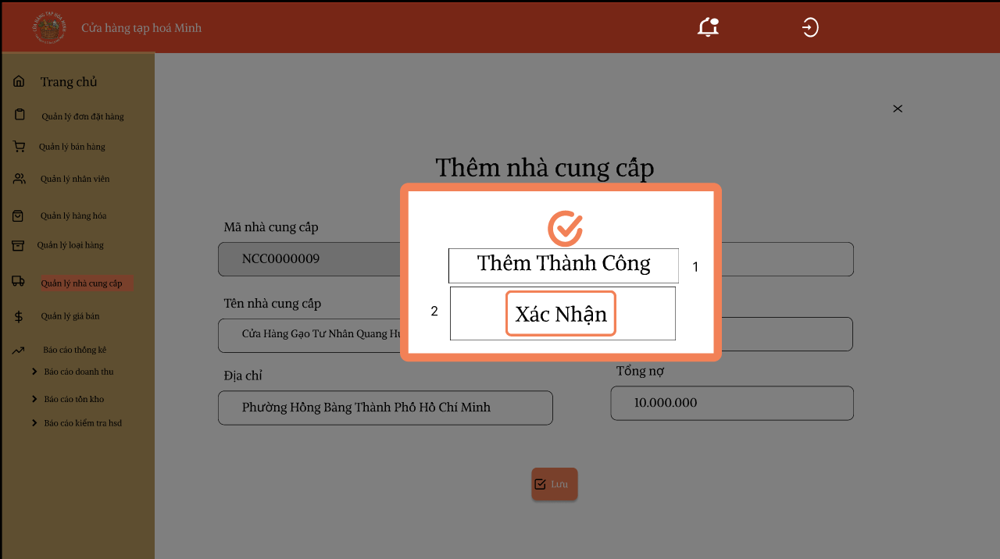 CỬA HÀNG TẠP HÓA MINH
Cửa hàng tạp hoá Minh
Trang chủ
Quản lý đơn đặt hàng
Quản lý bán hàng
Quản lý nhân viên
Quản lý hàng hóa
Quản lý loại hàng
Quản lý nhà cung cấp
Quản lý giá bán
Báo cáo thống kê
Báo cáo doanh thu
Báo cáo tồn kho
Báo cáo kiểm tra hsd
Thêm nhà cung cấp
Mã nhà cung cấp
NCC0000009
Tên nhà cung cấp
Cửa Hàng Gạo Tư Nhân Quang
Địa chỉ
Phường Hồng Bàng Thành Phố Hồ Chí Minh
Tổng nợ
10.000.000
Thêm Thành Công
1
2
Xác Nhận
Lưu